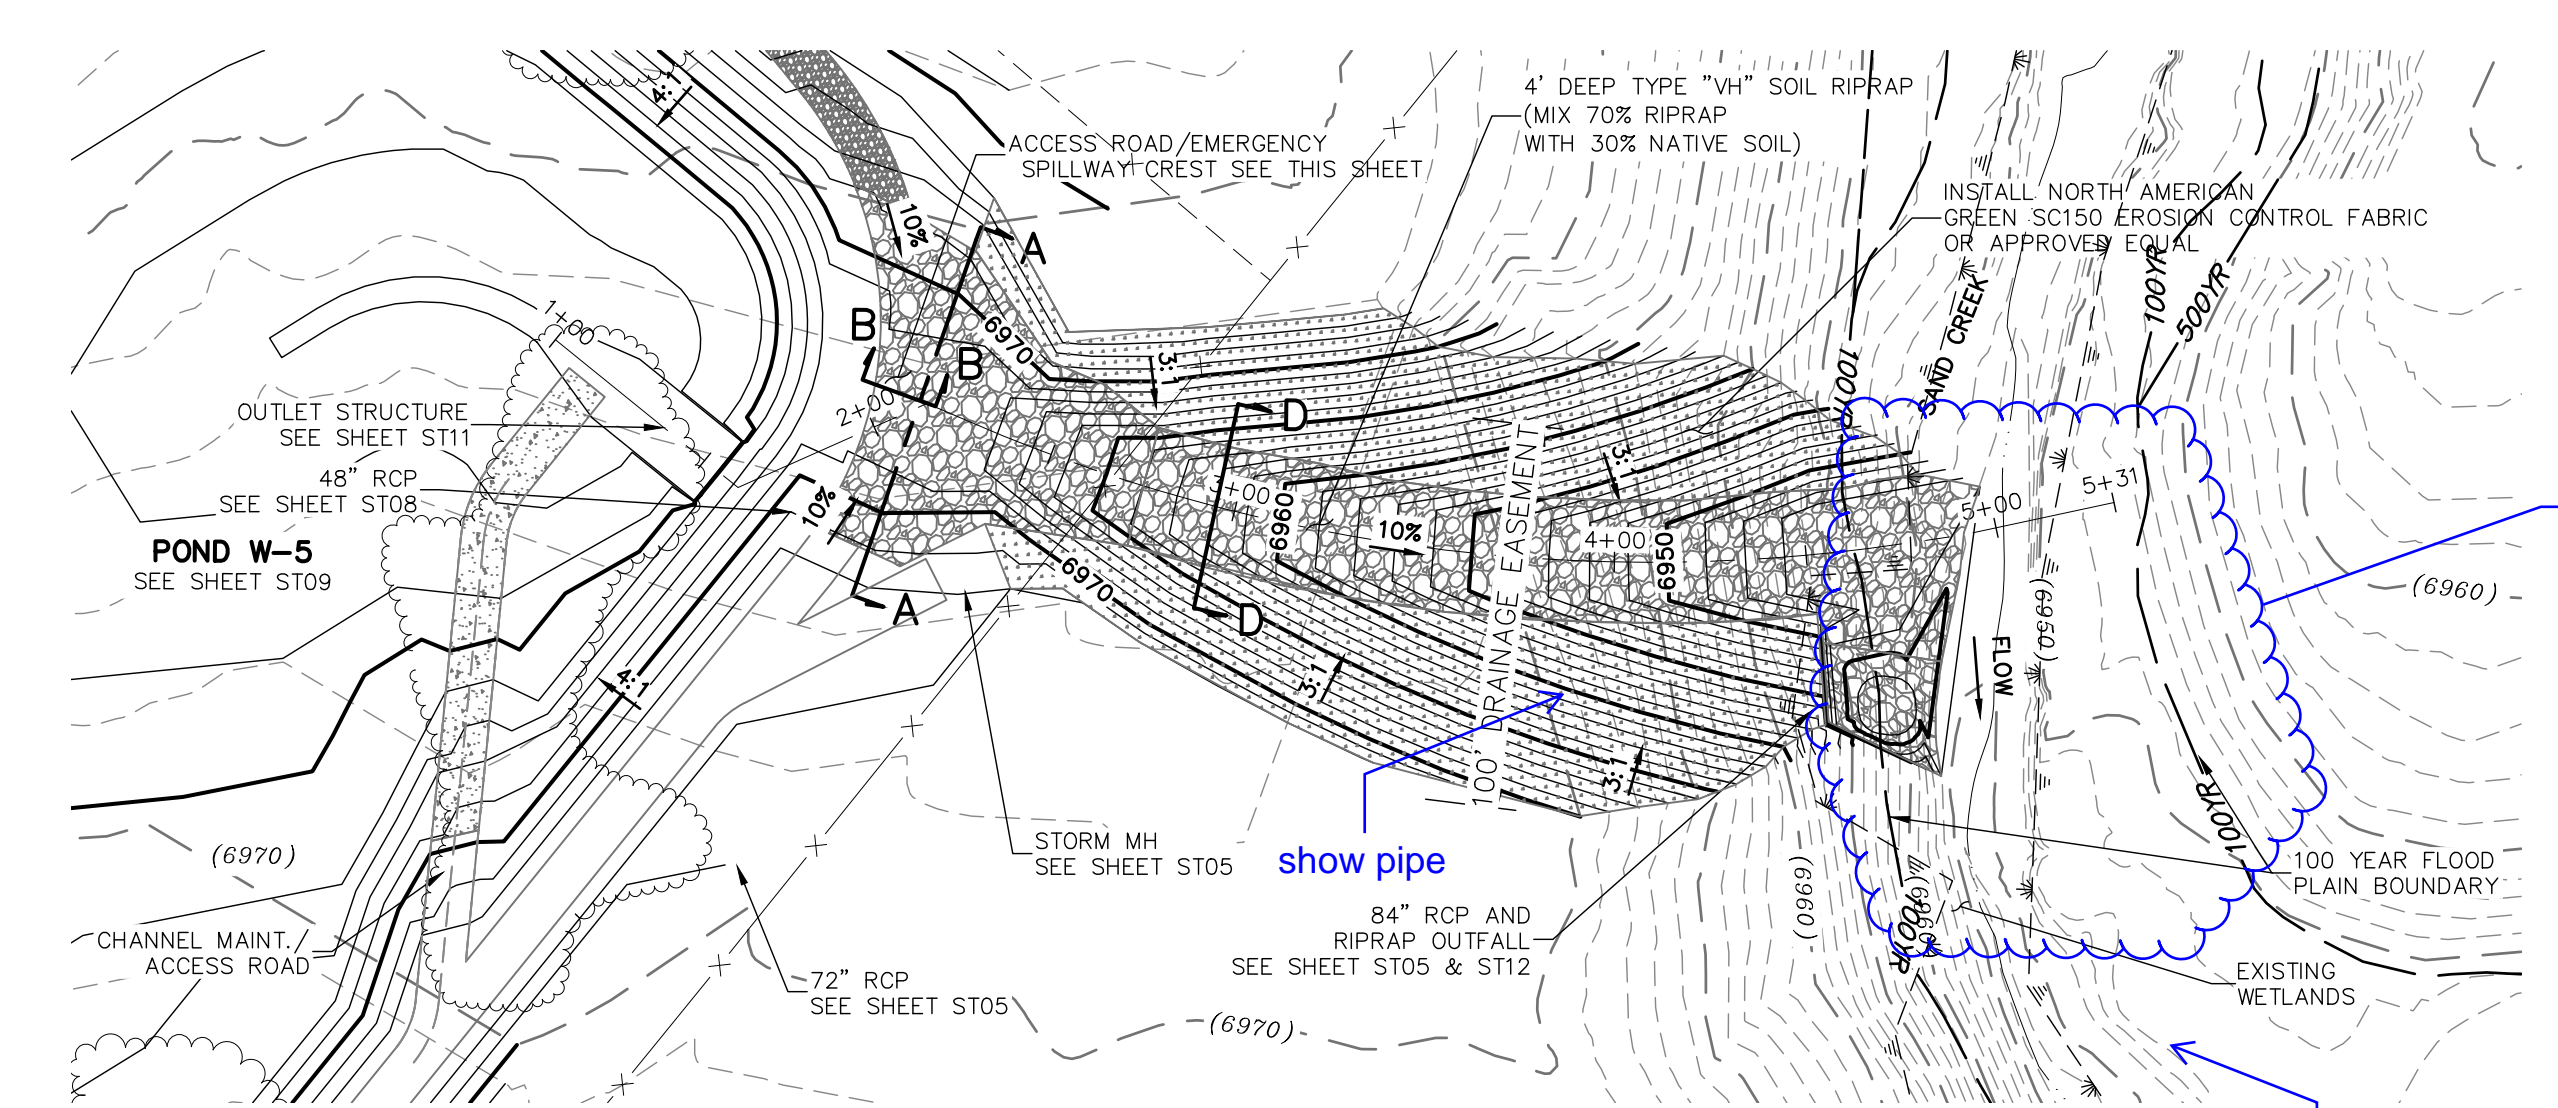 4:1
4' DEEP TYPE "VH" SOIL RIPRAP
(MIX 70% RIPRAP
WITH 30% NATIVE SOIL)
ACCESS ROAD/EMERGENCY
SPILLWAY CREST SEE THIS SHEET
INSTALL NORTH AMERICAN
GREEN SC150 EROSION CONTROL FABRIC
OR APPROVED EQUAL
10%
A
100YR
500YR
SAND CREEK
1+00
B
B
6970
3:1
100YR
2+00
OUTLET STRUCTURE
SEE SHEET ST11
D
48" RCP
SEE SHEET ST08
10%
3+00
6960
10%
3:1
4+00
6950
5+00
5+31
100' DRAINAGE EASEMENT
POND W-5
SEE SHEET ST09
6970
A
D
(6950)
(6960)
FLOW
4:1
3:1
3:1
100YR
STORM MH
SEE SHEET ST05
show pipe
(6970)
(6960)
(6960)
100YR
100 YEAR FLOOD
PLAIN BOUNDARY
84" RCP AND
RIPRAP OUTFALL
SEE SHEET ST05 & ST12
CHANNEL MAINT./
ACCESS ROAD
72" RCP
SEE SHEET ST05
EXISTING
WETLANDS
(6970)